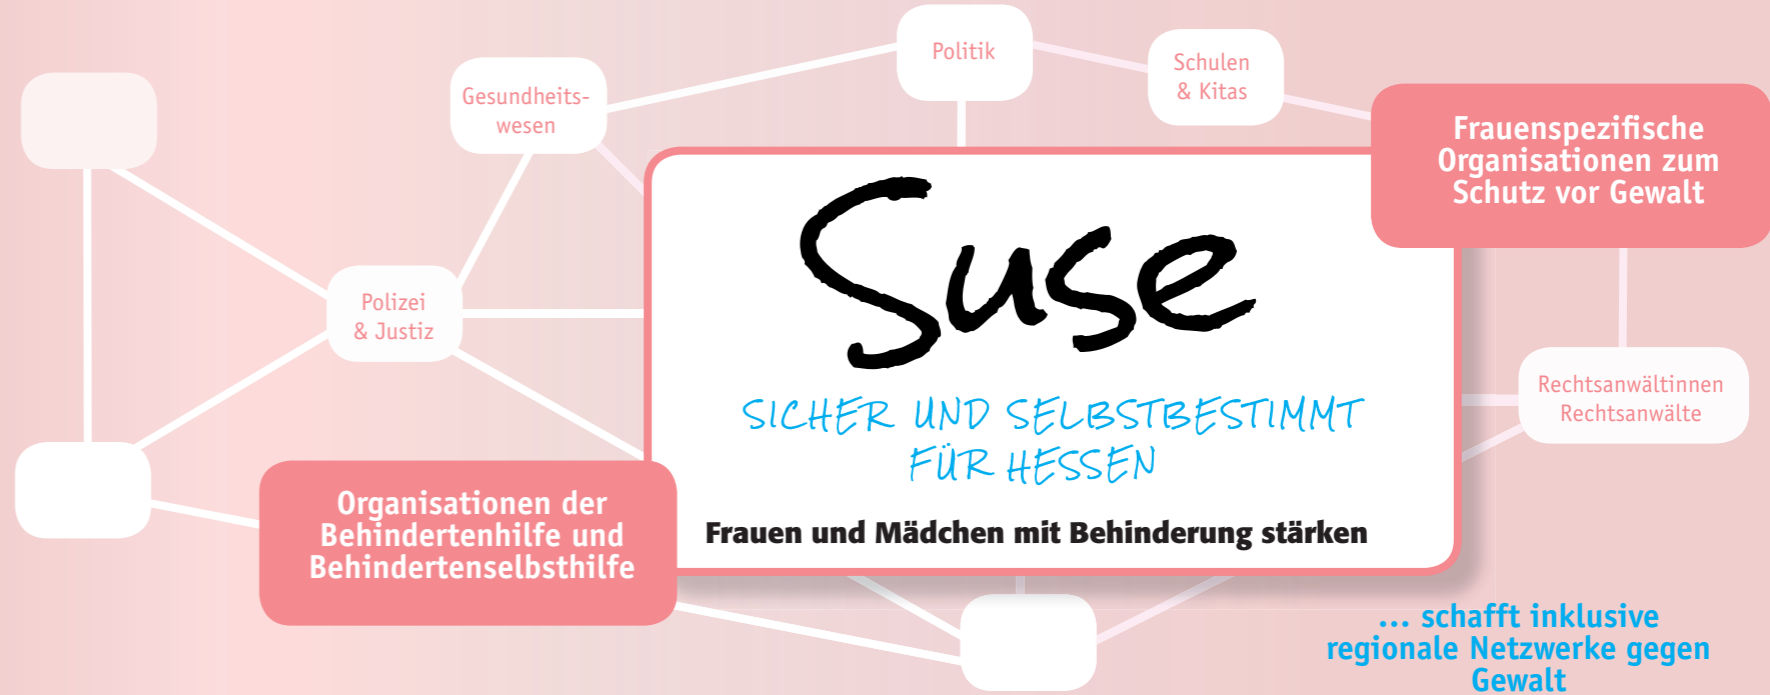 Politik
Schulen
& Kitas
Gesundheits-
wesen
Frauenspezifische
Organisationen zum
Schutz vor Gewalt
Suse
SICHER UND SELBSTBESTIMMT
FÜR HESSEN
Frauen und Mädchen mit Behinderung stärken
Polizei
& Justiz
Rechtsanwältinnen
Rechtsanwälte
Organisationen der
Behindertenhilfe und
Behindertenselbsthilfe
... schafft inklusive
regionale Netzwerke gegen
Gewalt